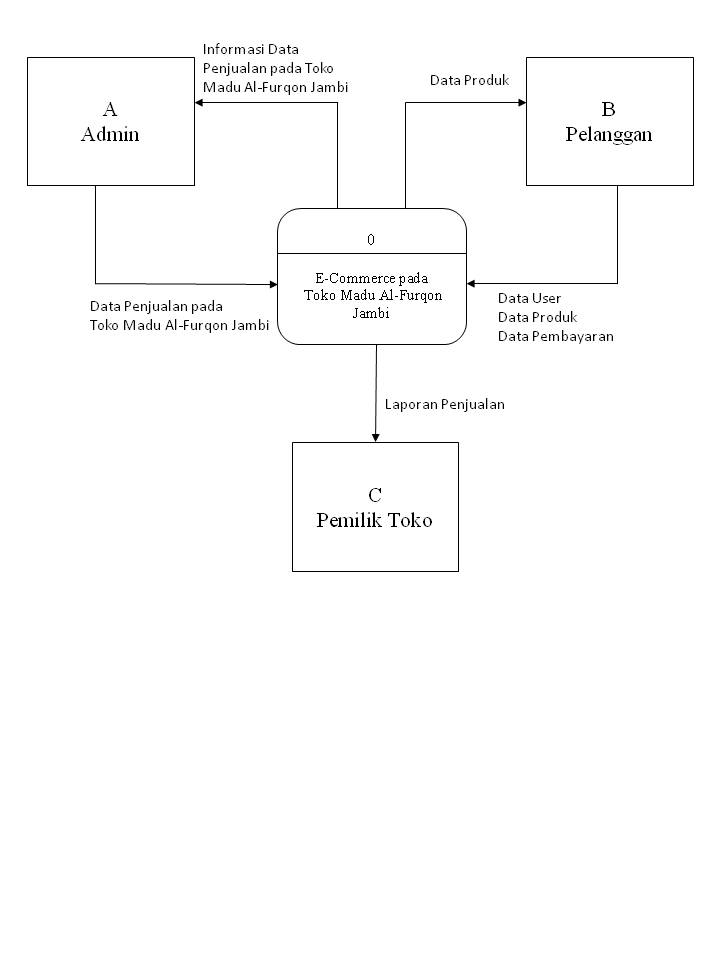 Informasi Data
Penjualan pada Toko
Madu Al-Furqon Jambi
Data Produk
A
Admin
B
Pelanggan
0
E-Commerce pada
Toko Madu Al-Furqon
Jambi
Data Penjualan pada
Toko Madu Al-Furqon Jambi
Data User
Data Produk
Data Pembayaran
Laporan Penjualan
C
Pemilik Toko